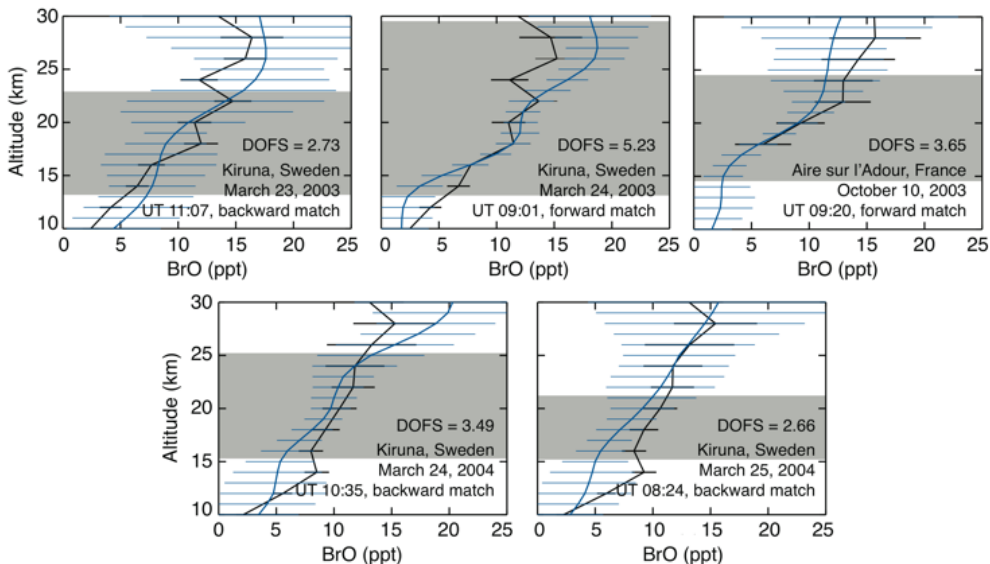 30
25
20
15
10
Altitude (km)
DOFS = 2.73
Kiruna, Sweden
March 23, 2003
UT 11:07, backward match
0 5 10 15 20 25
BrO (ppt)
DOFS = 5.23
Kiruna, Sweden
March 24, 2003
UT 09:01, forward match
0 5 10 15 20 25
BrO (ppt)
DOFS = 3.65
Aire sur l'Adour, France
October 10, 2003
UT 09:20, forward match
0 5 10 15 20 25
BrO (ppt)
30
25
20
15
10
Altitude (km)
DOFS = 3.49
Kiruna, Sweden
March 24, 2004
UT 10:35, backward match
0 5 10 15 20 25
BrO (ppt)
30
25
20
15
10
DOFS = 2.66
Kiruna, Sweden
March 25, 2004
UT 08:24, backward match
0 5 10 15 20 25
BrO (ppt)